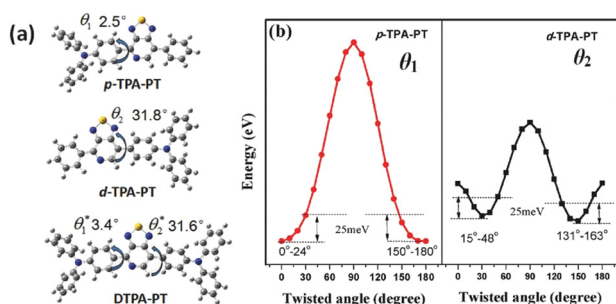 (a)
θ₁ 2.5°
p-TPA-PT
θ₂ 31.8°
d-TPA-PT
θ₁* 3.4° θ₂* 31.6°
DTPA-PT
(b)
p-TPA-PT
θ₁
d-TPA-PT
θ₂
Energy (eV)
25meV
0°-24°
150°-180°
25meV
15°-48°
131°-163°
0 30 60 90 120 150 180
0 30 60 90 120 150 180
Twisted angle (degree)
Twisted angle (degree)